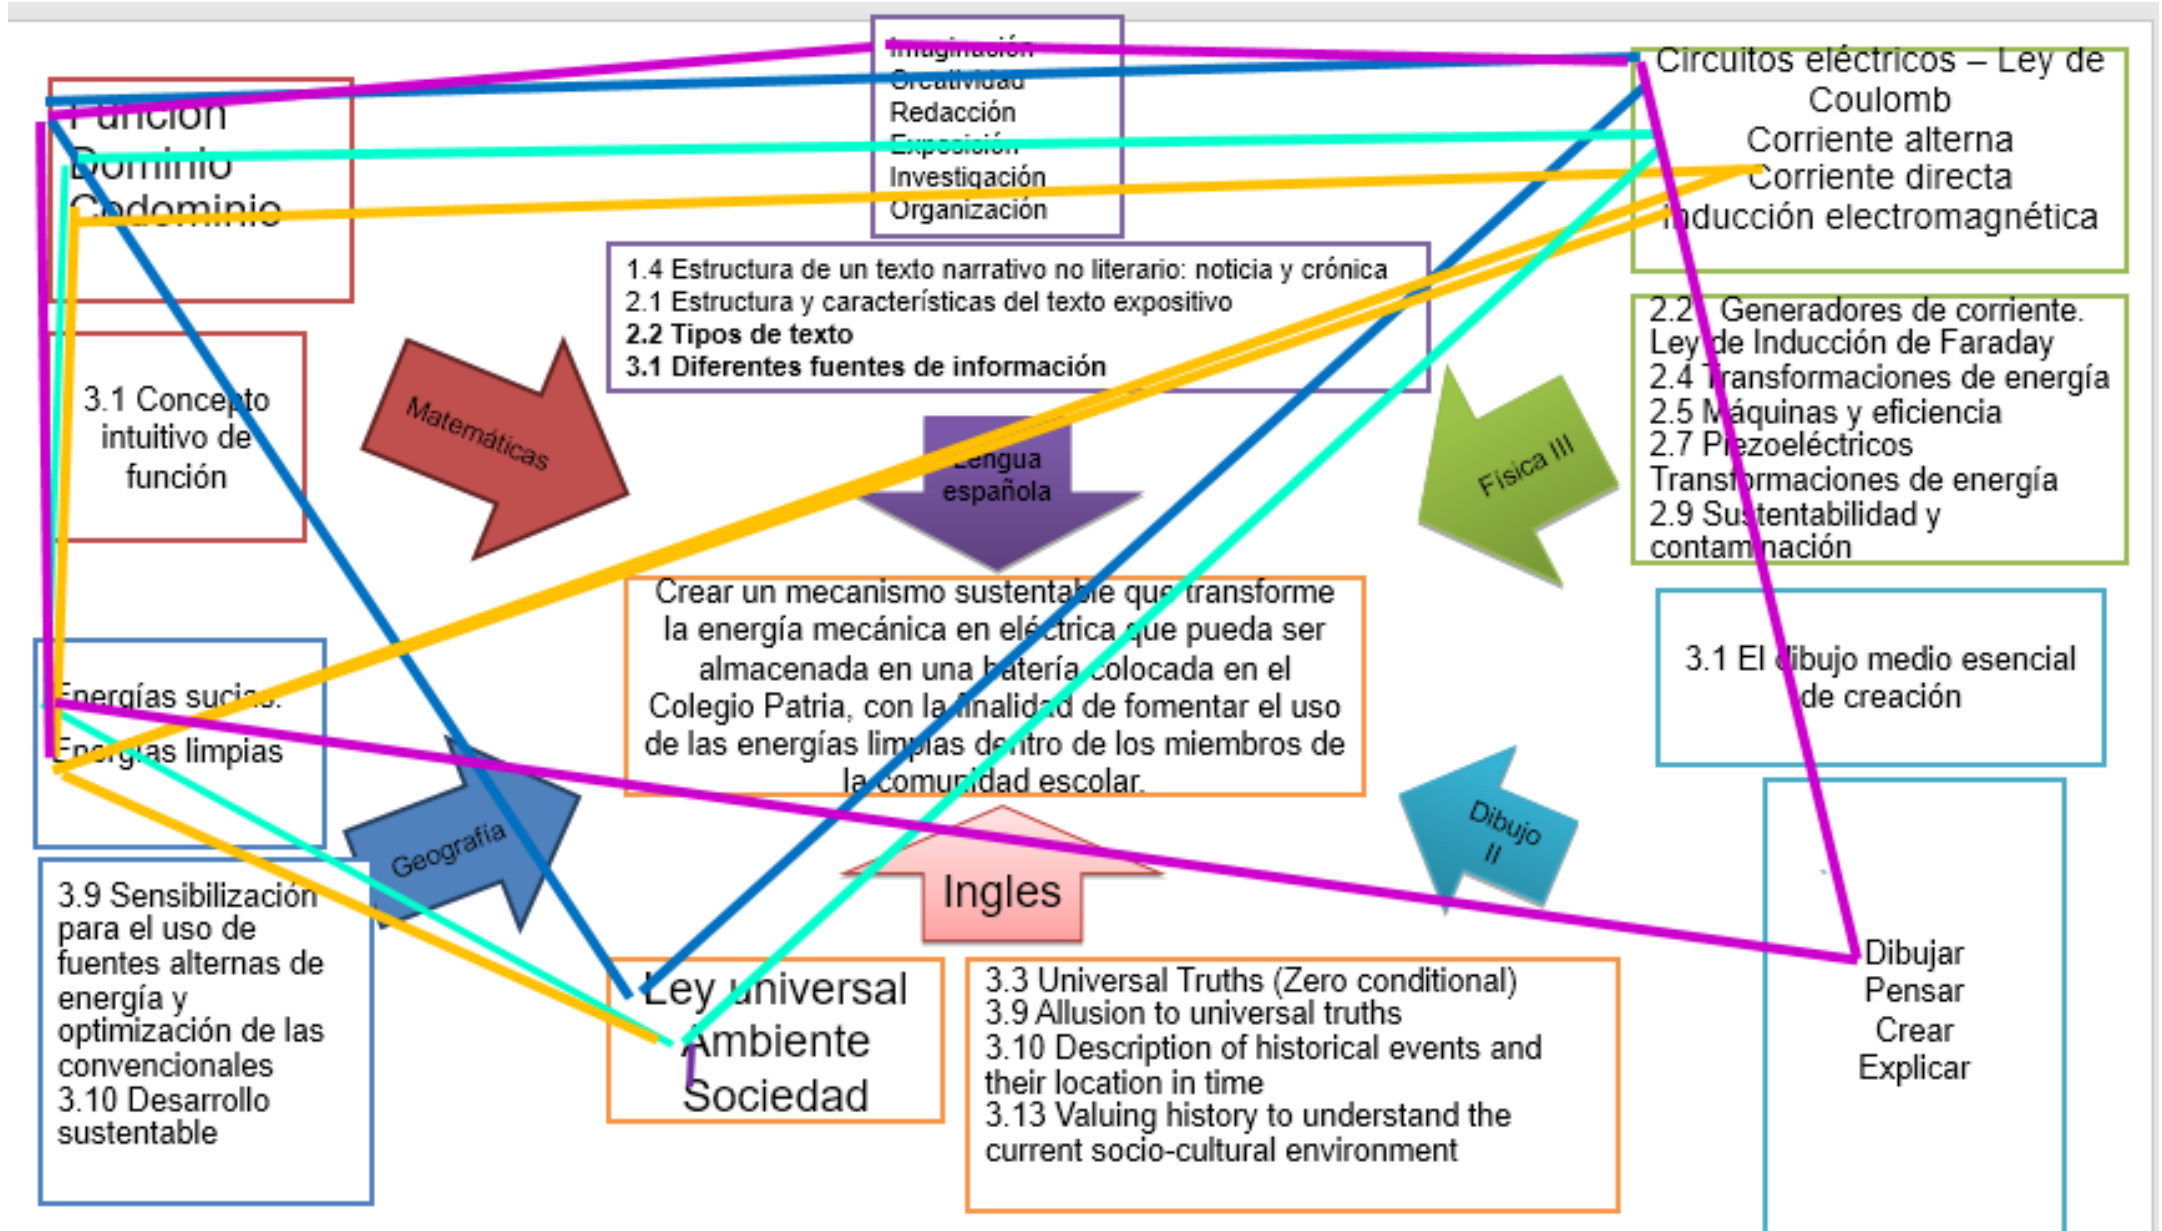 Imaginación
Creatividad
Redacción
Exposición
Investigación
Organización
Función
Dominio
Codominio
Circuitos eléctricos – Ley de
Coulomb
Corriente alterna
Corriente directa
inducción electromagnética
1.4 Estructura de un texto narrativo no literario: noticia y crónica
2.1 Estructura y características del texto expositivo
2.2 Tipos de texto
3.1 Diferentes fuentes de información
3.1 Concepto
intuitivo de
función
Matemáticas
Lengua
española
Física III
2.2 Generadores de corriente.
Ley de Inducción de Faraday
2.4 Transformaciones de energía
2.5 Máquinas y eficiencia
2.7 Piezoeléctricos
Transformaciones de energía
2.9 Sustentabilidad y
contaminación
Crear un mecanismo sustentable que transforme
la energía mecánica en eléctrica que pueda ser
almacenada en una batería colocada en el
Colegio Patria, con la finalidad de fomentar el uso
de las energías limpias dentro de los miembros de
la comunidad escolar.
3.1 El dibujo medio esencial
de creación
Energías sucias.
Energías limpias
Geografía
Dibujo
II
Ingles
3.9 Sensibilización
para el uso de
fuentes alternas de
energía y
optimización de las
convencionales
3.10 Desarrollo
sustentable
Ley universal
Ambiente
Sociedad
3.3 Universal Truths (Zero conditional)
3.9 Allusion to universal truths
3.10 Description of historical events and
their location in time
3.13 Valuing history to understand the
current socio-cultural environment
Dibujar
Pensar
Crear
Explicar